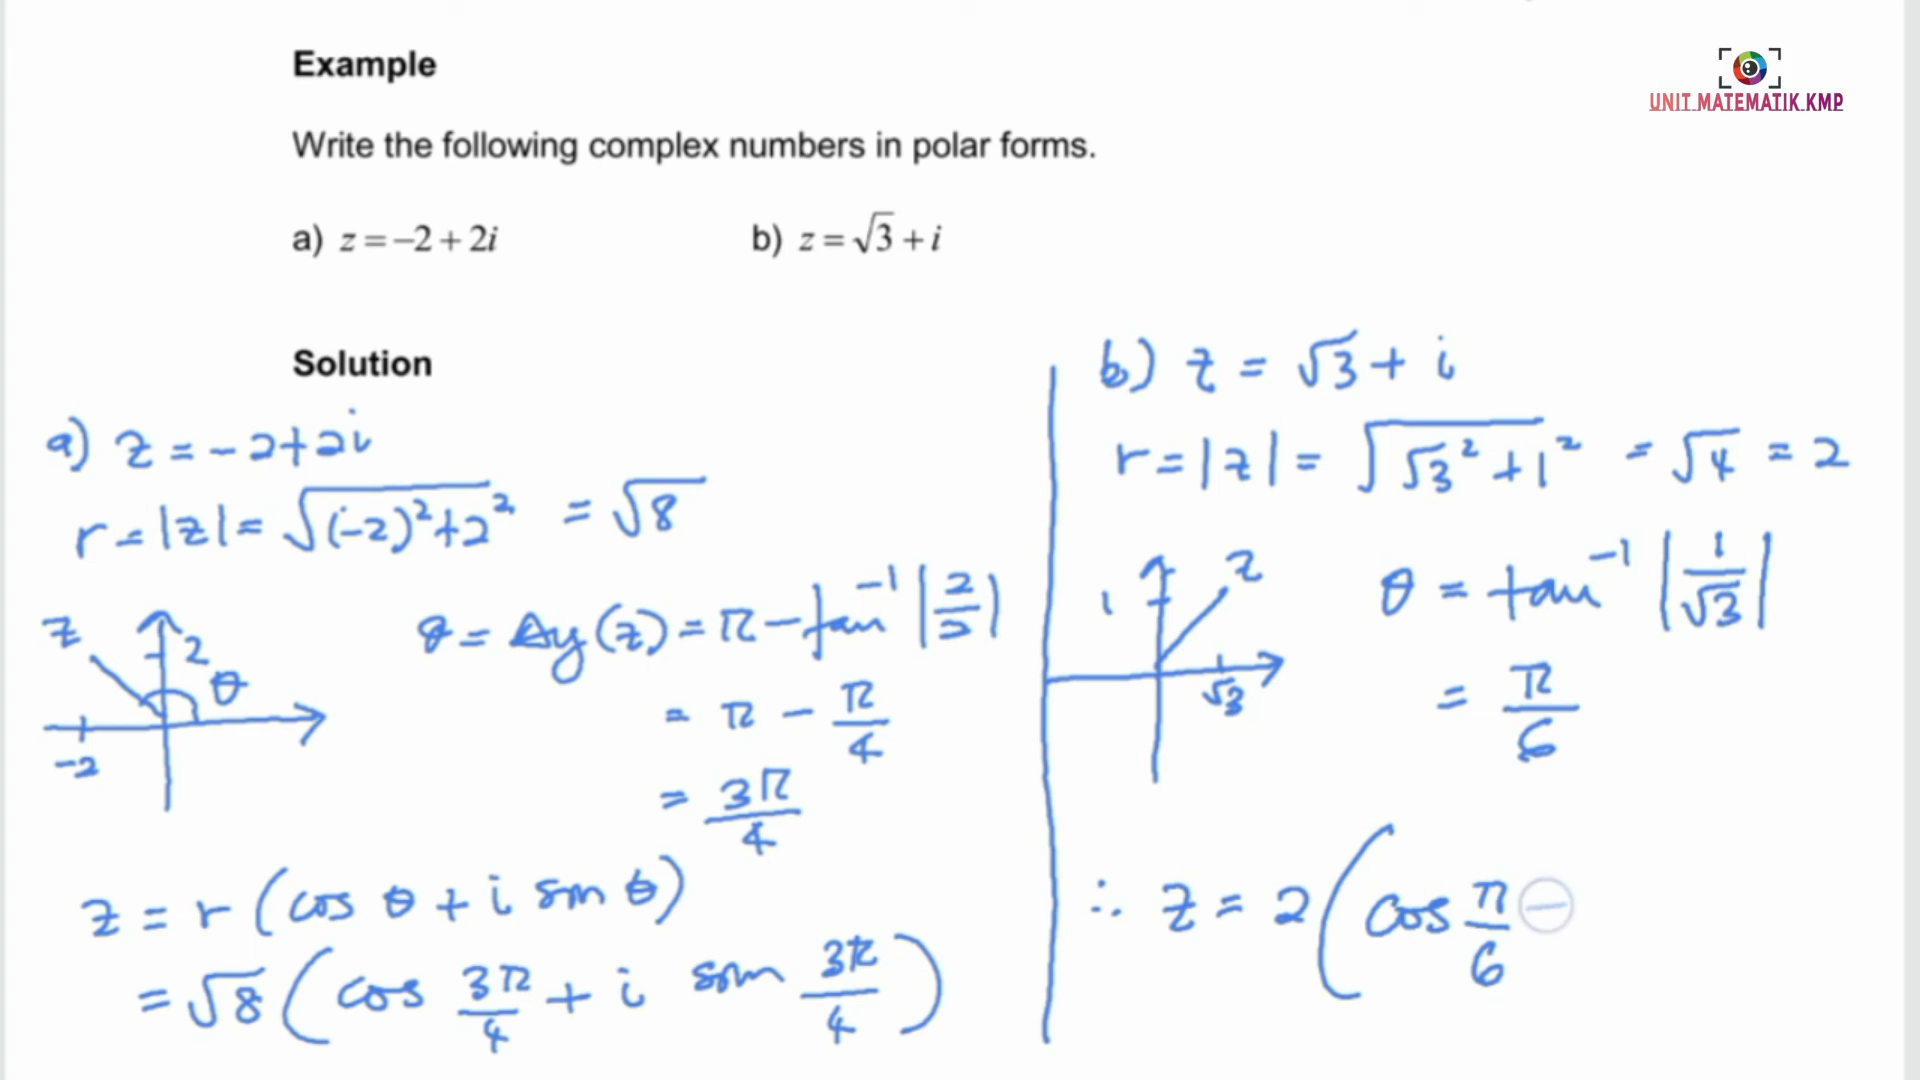 UNIT MATEMATIK KMP
Example
Write the following complex numbers in polar forms.
a) z = −2 + 2i
b) z = √3 + i
Solution
a) z = -2+2i
r = |z| = √((-2)²+2²) = √8
z
2
θ
-2
θ = Arg(z) = π - tan⁻¹|2/2|
= π - π/4
= 3π/4
z = r(cos θ + i sin θ)
= √8(cos 3π/4 + i sin 3π/4)
b) z = √3 + i
r = |z| = √(√3² + 1²) = √4 = 2
z
1
√3
θ = tan⁻¹|1/√3|
= π/6
∴ z = 2(cos π/6 −